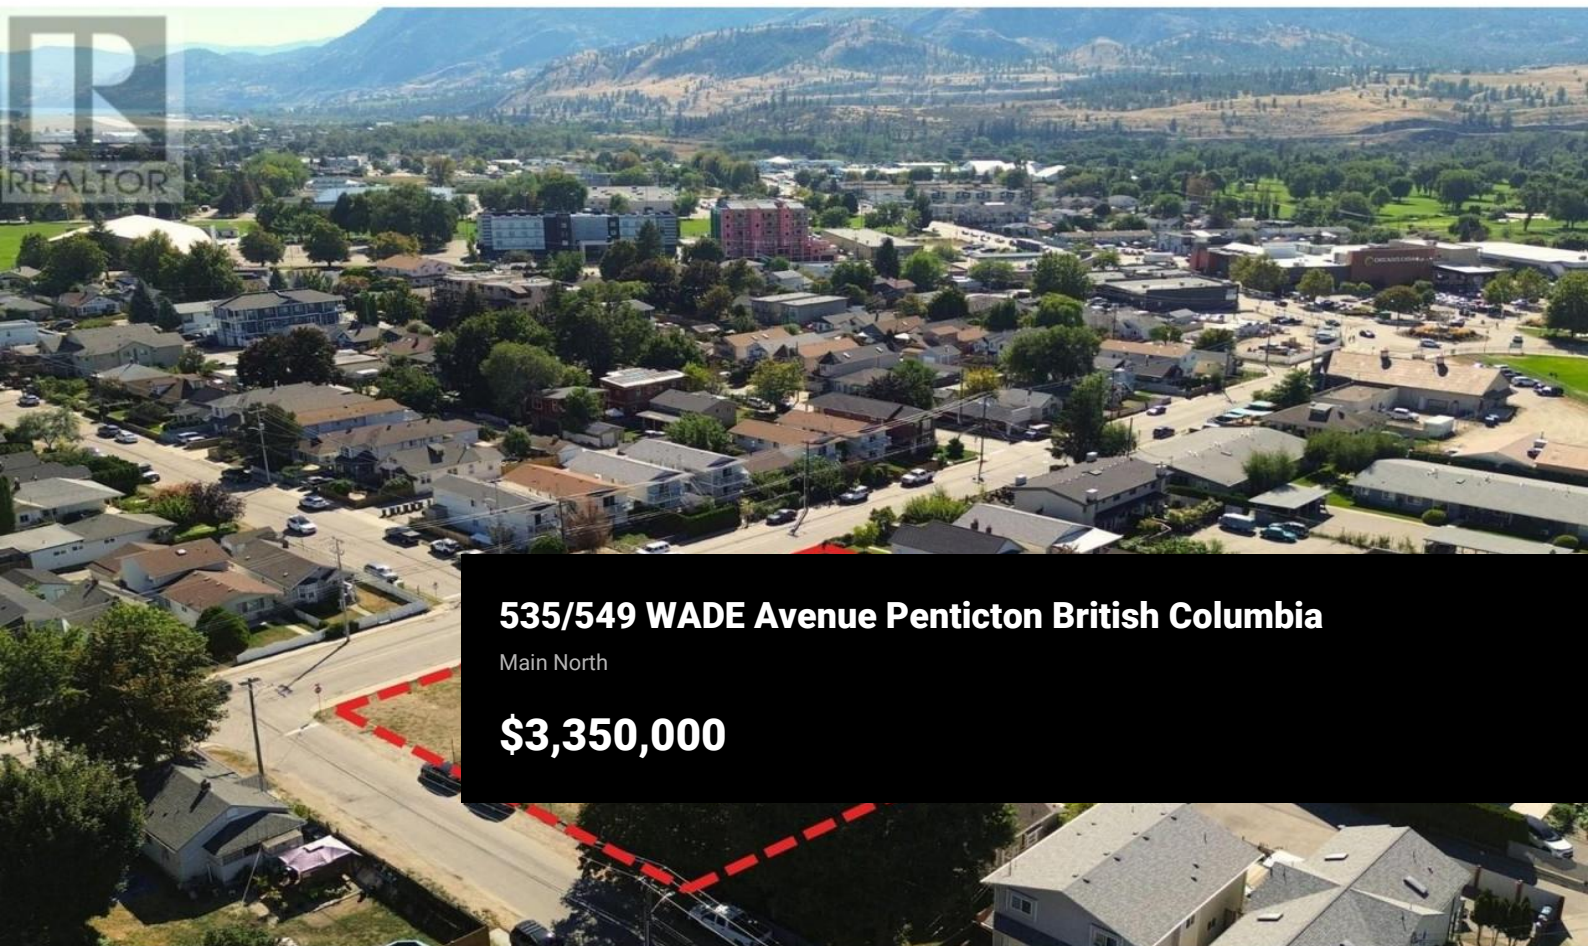 REALTOR
535/549 WADE Avenue Penticton British Columbia
Main North
$3,350,000